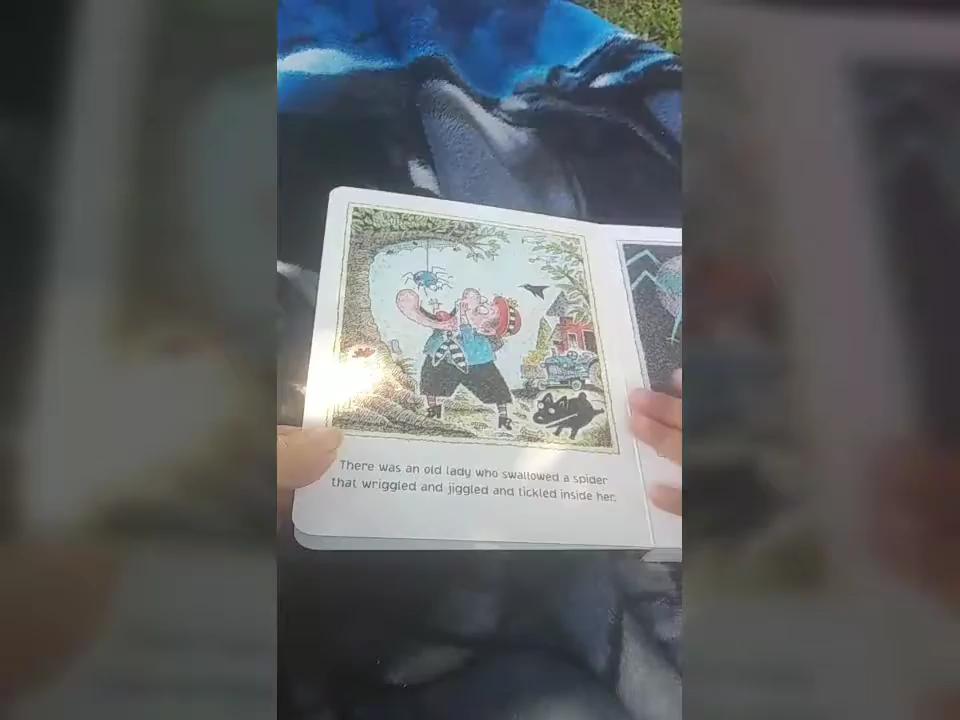 There was an old lady who swallowed a spider
that wriggled and jiggled and tickled inside her.